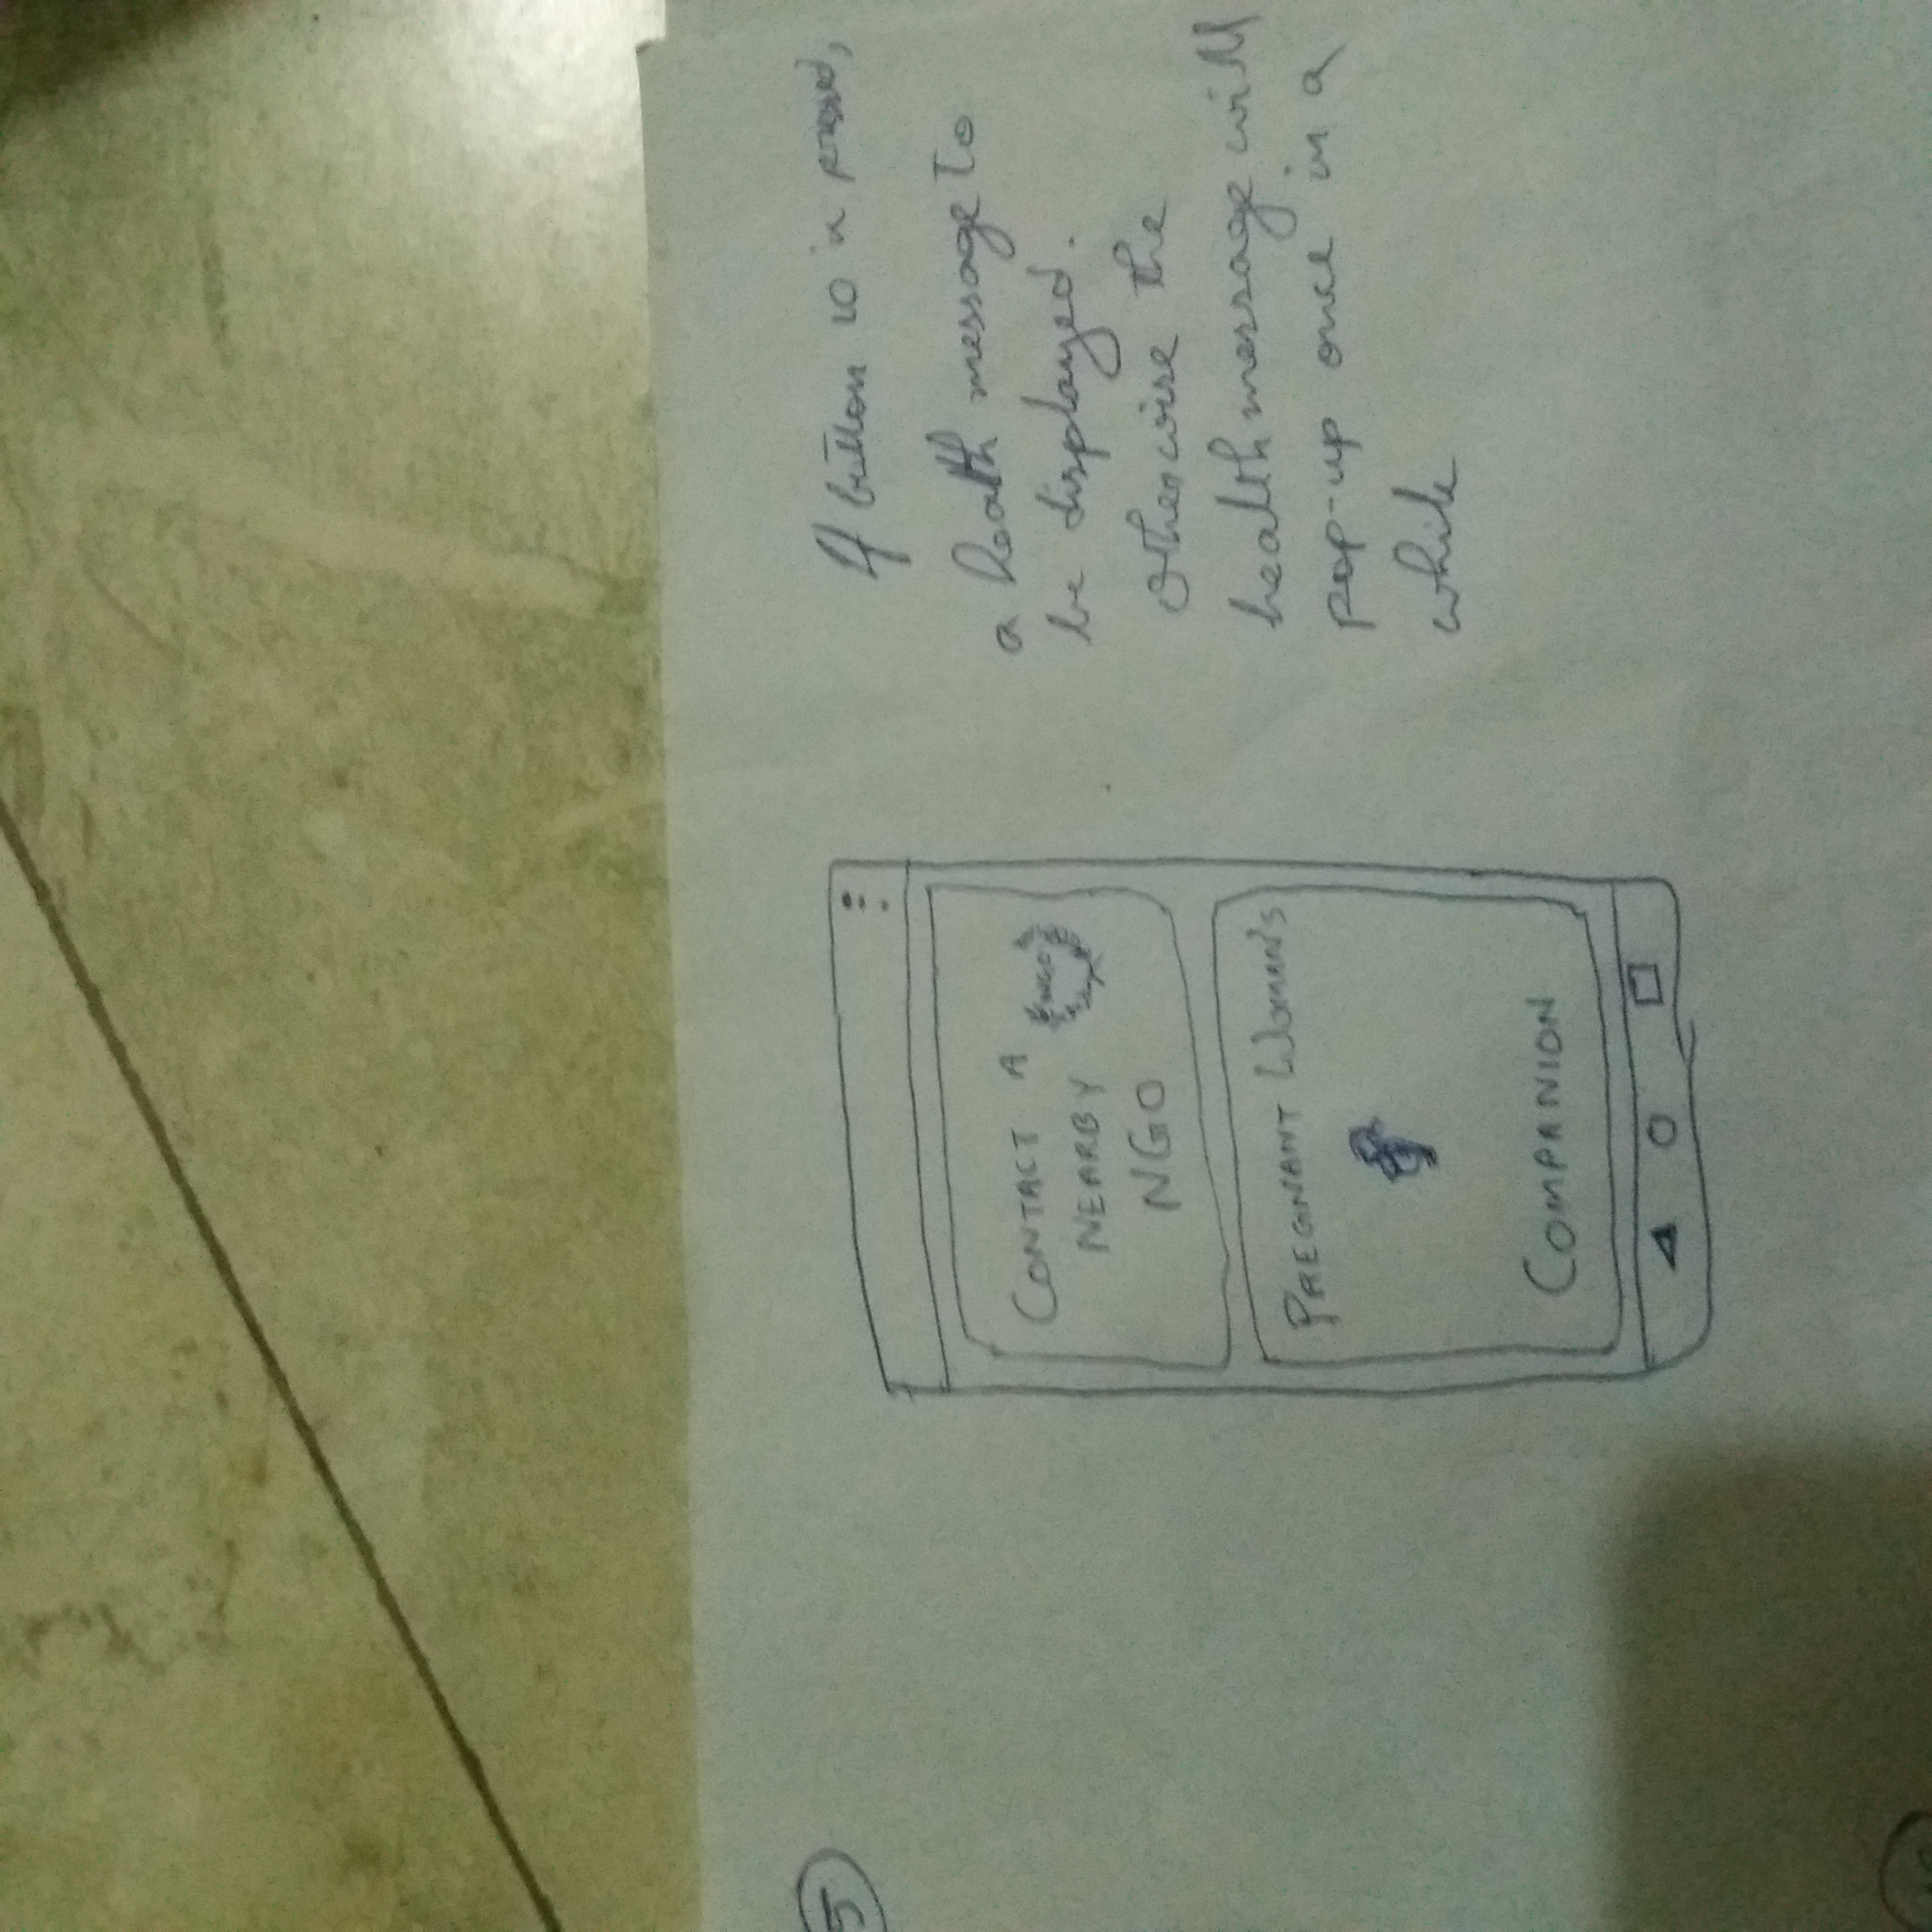 5
CONTACT A
NEARBY
NGO
PREGNANT WOMAN'S
COMPANION
If button 10 is pressed,
a heatth message to
be displayed.
Otherwise the
health message will
pop-up once in a
while